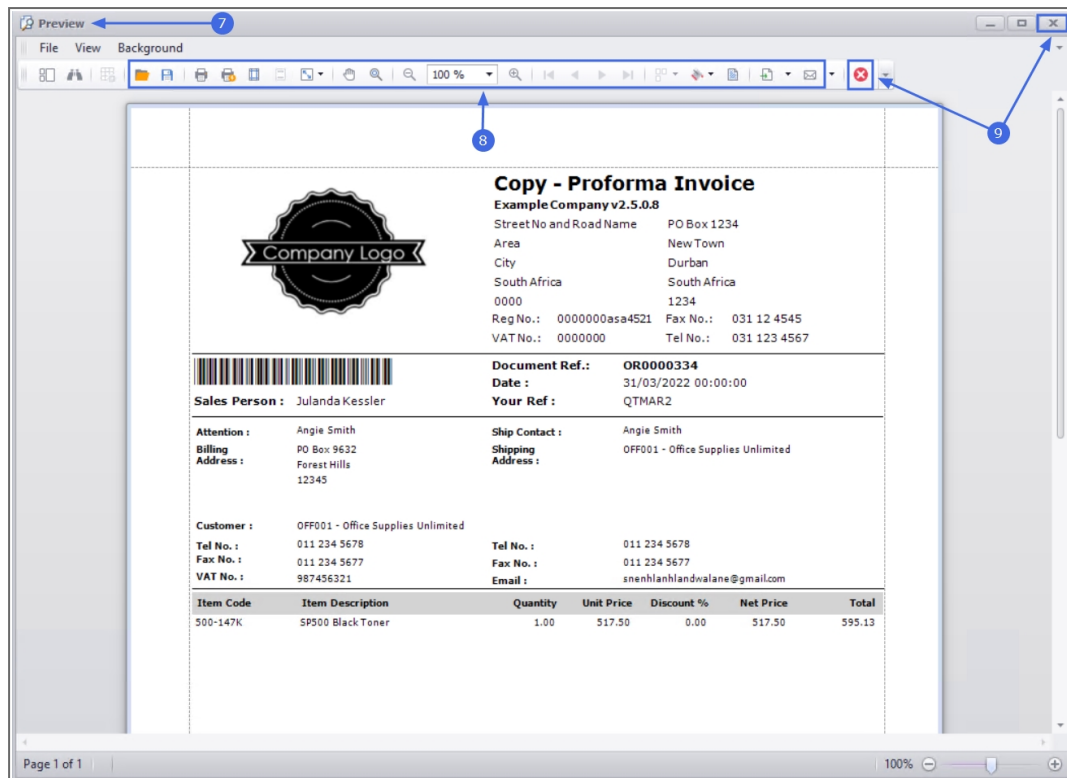 Preview
7
File View Background
100 %
8
9
Copy - Proforma Invoice
Example Company v2.5.0.8
Company Logo
Street No and Road Name PO Box 1234
Area New Town
City Durban
South Africa South Africa
0000 1234
Reg No.: 0000000asa4521 Fax No.: 031 12 4545
VAT No.: 0000000 Tel No.: 031 123 4567
Document Ref.: OR0000334
Date : 31/03/2022 00:00:00
Sales Person : Julanda Kessler Your Ref : QTMAR2
Attention : Angie Smith Ship Contact : Angie Smith
Billing Address : PO Box 9632 Shipping Address : OFF001 - Office Supplies Unlimited
Forest Hills
12345
Customer : OFF001 - Office Supplies Unlimited
Tel No. : 011 234 5678 Tel No. : 011 234 5678
Fax No. : 011 234 5677 Fax No. : 011 234 5677
VAT No. : 987456321 Email : snenhlanhlandwalane@gmail.com
Item Code Item Description Quantity Unit Price Discount % Net Price Total
500-147K SP500 Black Toner 1.00 517.50 0.00 517.50 595.13
Page 1 of 1 100%